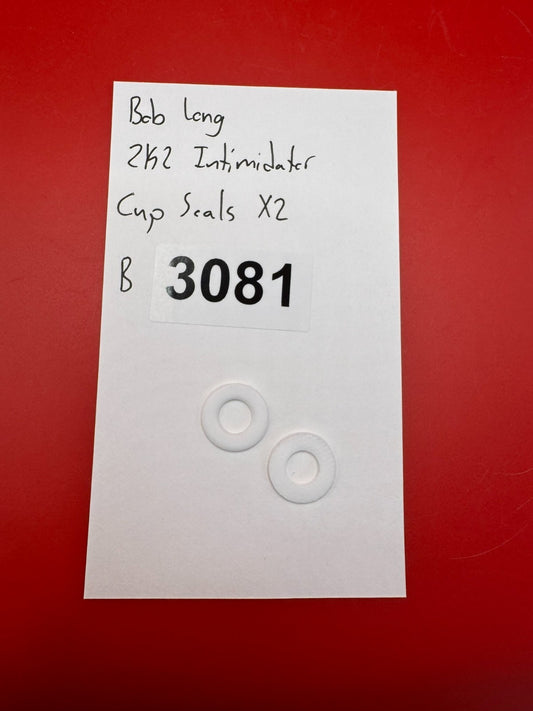 Bob Long
2K2 Intimidator
Cup Seals X2
B 3081